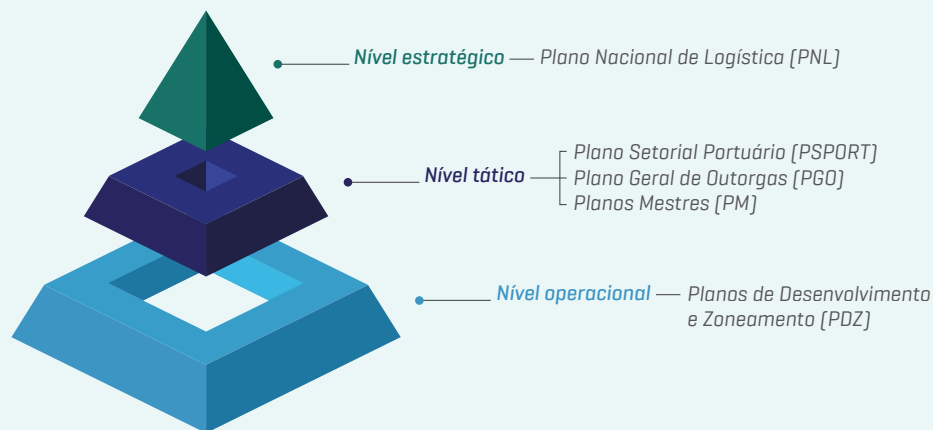 Nível estratégico
Plano Nacional de Logística (PNL)
Nível tático
Plano Setorial Portuário (PSPORT)
Plano Geral de Outorgas (PGO)
Planos Mestres (PM)
Nível operacional
Planos de Desenvolvimento
e Zoneamento (PDZ)